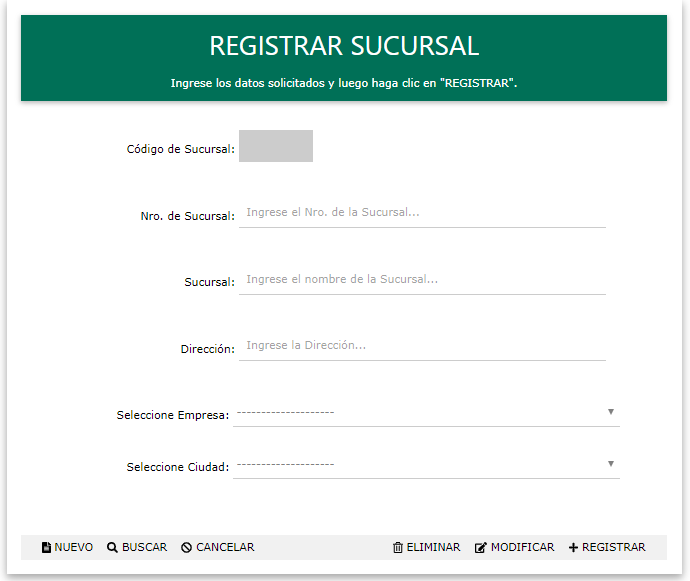 REGISTRAR SUCURSAL
Ingrese los datos solicitados y luego haga clic en "REGISTRAR".
Código de Sucursal:
Nro. de Sucursal: Ingrese el Nro. de la Sucursal...
Sucursal: Ingrese el nombre de la Sucursal...
Dirección: Ingrese la Dirección...
Seleccione Empresa: --------------------
Seleccione Ciudad: --------------------
NUEVO BUSCAR CANCELAR ELIMINAR MODIFICAR REGISTRAR